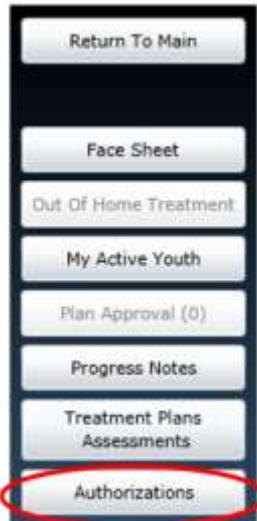 Return To Main
Face Sheet
Out Of Home Treatment
My Active Youth
Plan Approval (0)
Progress Notes
Treatment Plans
Assessments
Authorizations